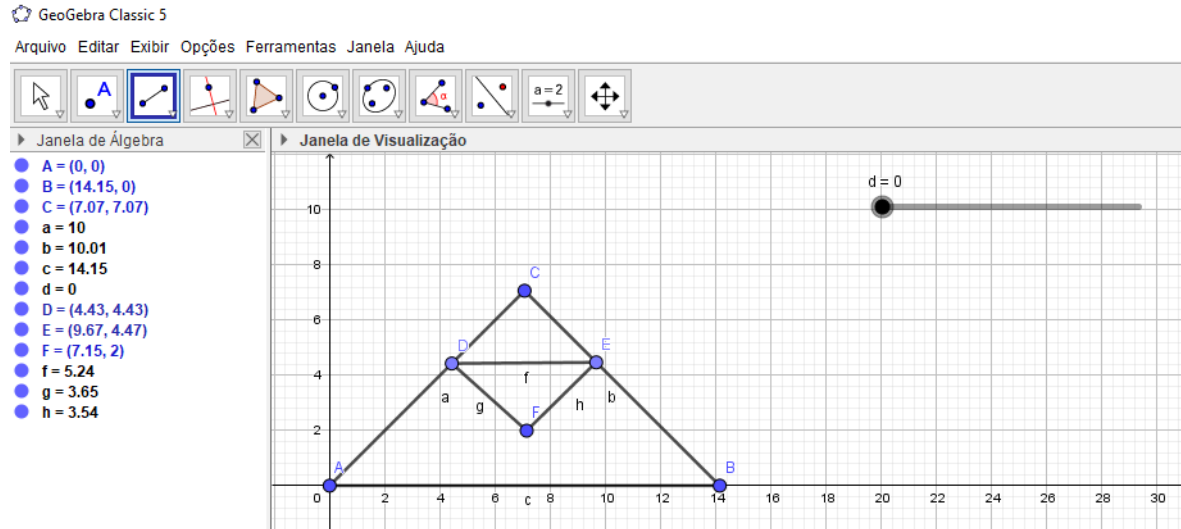 GeoGebra Classic 5
Arquivo Editar Exibir Opções Ferramentas Janela Ajuda
A
α
a=2
Janela de Álgebra
A = (0, 0)
B = (14.15, 0)
C = (7.07, 7.07)
a = 10
b = 10.01
c = 14.15
d = 0
D = (4.43, 4.43)
E = (9.67, 4.47)
F = (7.15, 2)
f = 5.24
g = 3.65
h = 3.54
Janela de Visualização
d = 0
10
8
6
4
2
C
D
E
f
a
g
F
h
b
A
B
0 2 4 6 8 10 12 14 16 18 20 22 24 26 28 30
c